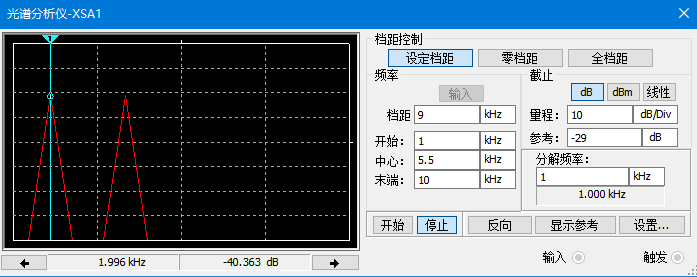 光谱分析仪-XSA1
1
1.996 kHz
-40.363 dB
档距控制
设定档距 零档距 全档距
频率
输入
档距 9 kHz
开始: 1 kHz
中心: 5.5 kHz
末端: 10 kHz
截止
dB dBm 线性
量程: 10 dB/Div
参考: -29 dB
分解频率:
1 kHz
1.000 kHz
开始 停止 反向 显示参考 设置...
输入 触发